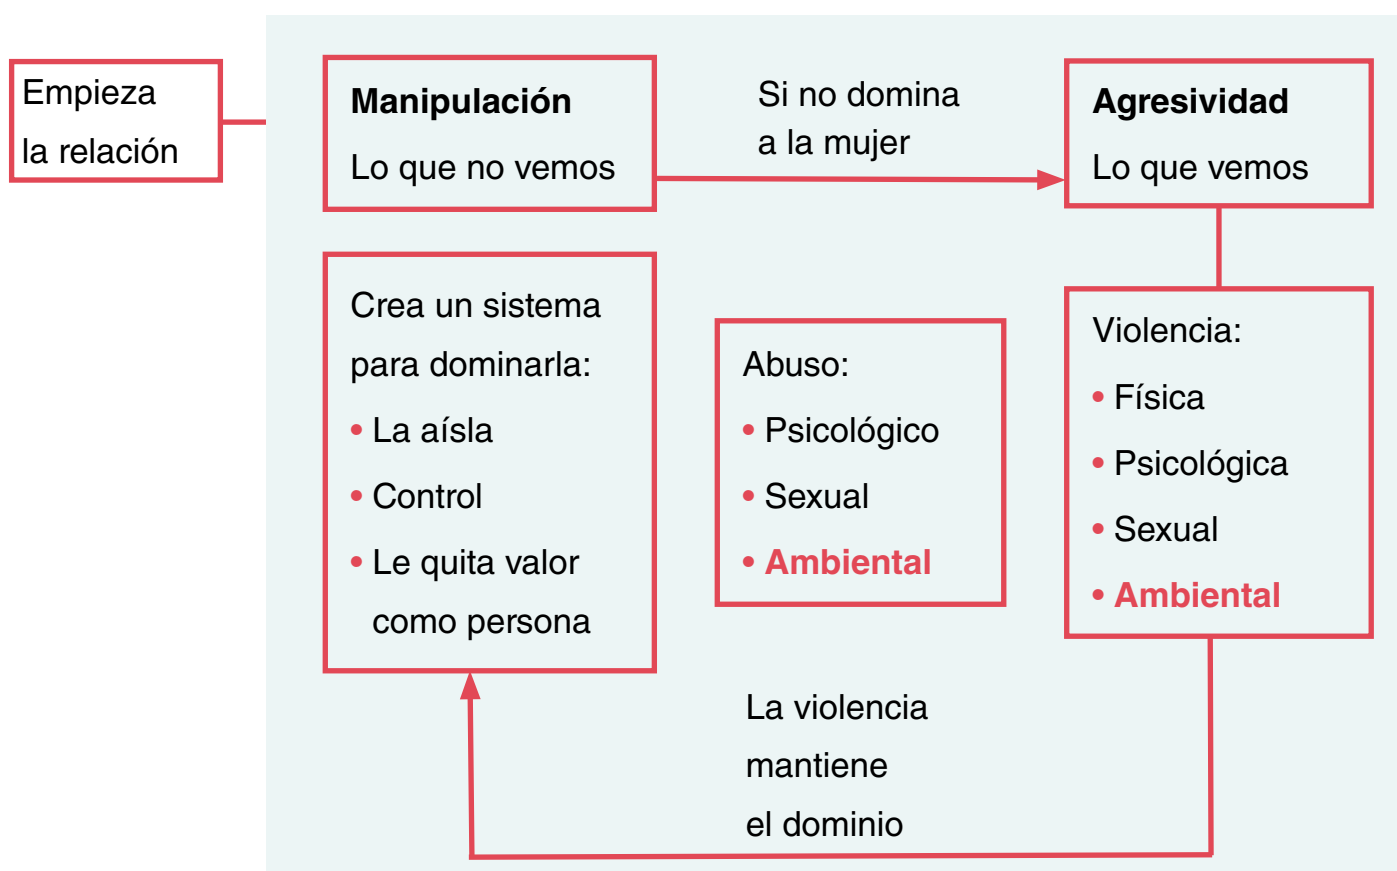 Empieza
la relación
Manipulación
Lo que no vemos
Si no domina
a la mujer
Agresividad
Lo que vemos
Crea un sistema
para dominarla:
• La aísla
• Control
• Le quita valor
como persona
Abuso:
• Psicológico
• Sexual
• Ambiental
Violencia:
• Física
• Psicológica
• Sexual
• Ambiental
La violencia
mantiene
el dominio